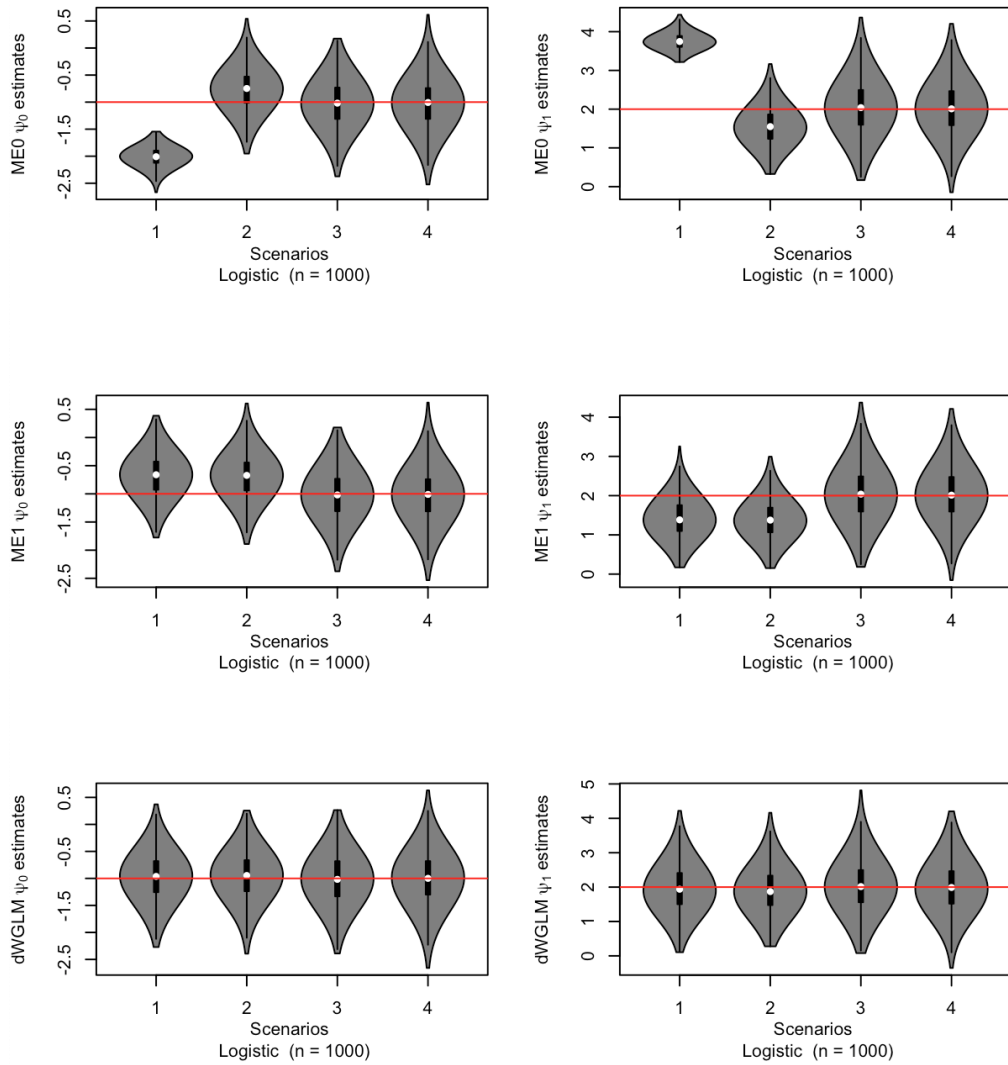 ME0 ψ0 estimates
0.5
-0.5
-1.5
-2.5
1 2 3 4
Scenarios
Logistic (n = 1000)
ME0 ψ1 estimates
4
3
2
1
0
1 2 3 4
Scenarios
Logistic (n = 1000)
ME1 ψ0 estimates
0.5
-0.5
-1.5
-2.5
1 2 3 4
Scenarios
Logistic (n = 1000)
ME1 ψ1 estimates
4
3
2
1
0
1 2 3 4
Scenarios
Logistic (n = 1000)
dWGLM ψ0 estimates
0.5
-0.5
-1.5
-2.5
1 2 3 4
Scenarios
Logistic (n = 1000)
dWGLM ψ1 estimates
5
4
3
2
1
0
1 2 3 4
Scenarios
Logistic (n = 1000)